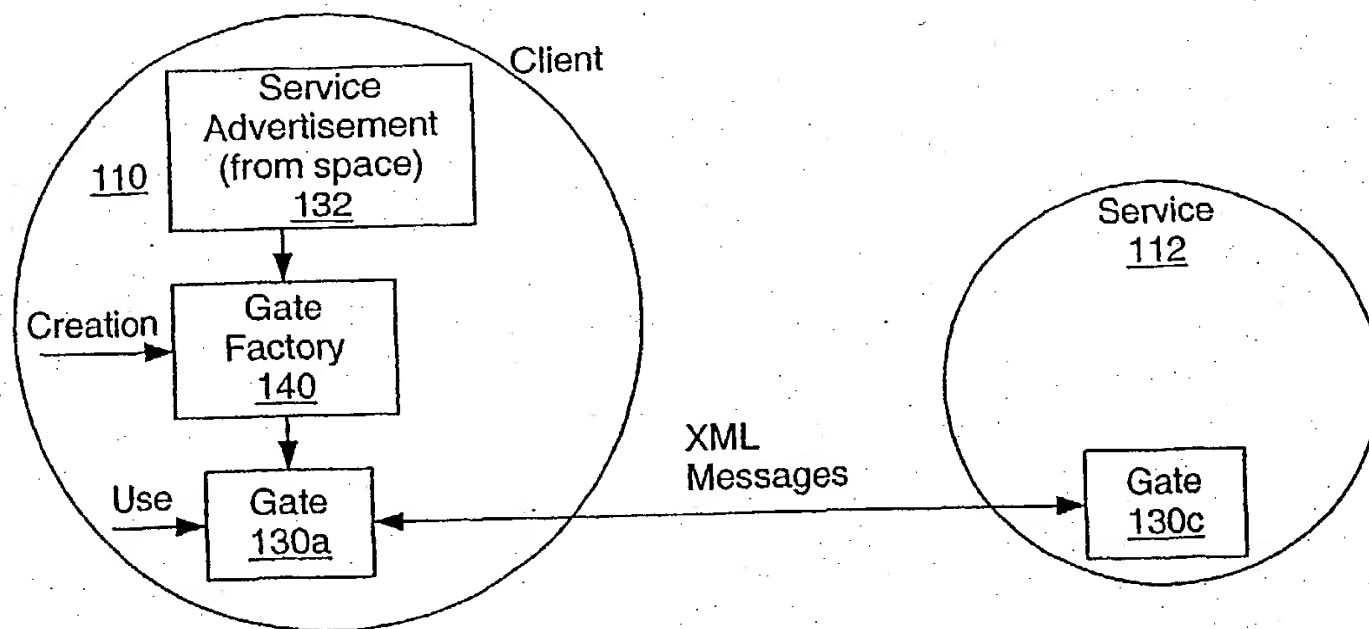 Client
Service
Advertisement
(from space)
132
110
Creation
Gate
Factory
140
Use
Gate
130a
XML
Messages
Service
112
Gate
130c